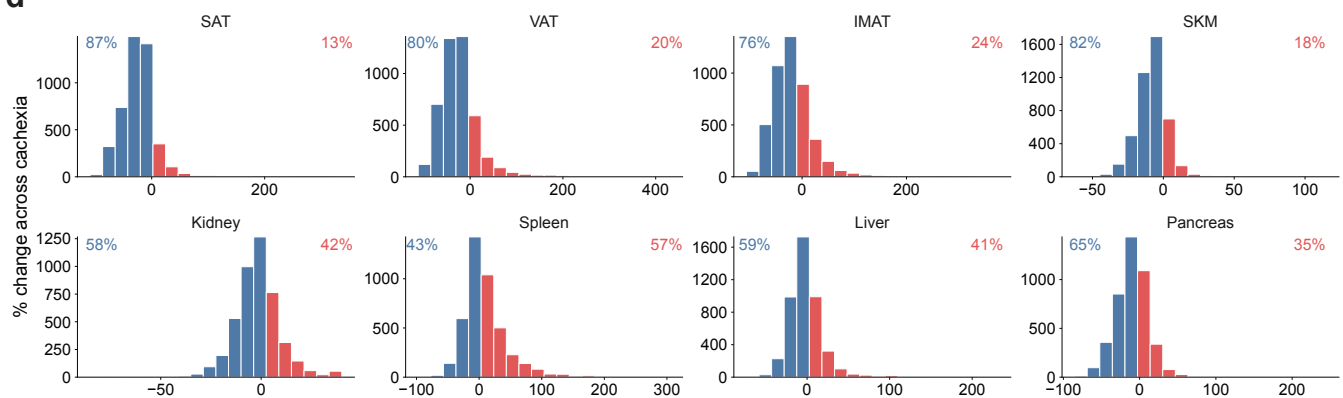 d
% change across cachexia
SAT
87% 13%
1000
500
0
0 200
VAT
80% 20%
1000
500
0
0 200 400
IMAT
76% 24%
1000
500
0
0 200
SKM
82% 18%
1600
1200
800
400
0
−50 0 50 100
Kidney
58% 42%
1250
1000
750
500
250
0
−50 0
Spleen
43% 57%
1000
500
0
−100 0 100 200 300
Liver
59% 41%
1600
1200
800
400
0
0 100 200
Pancreas
65% 35%
1000
500
0
−100 0 100 200